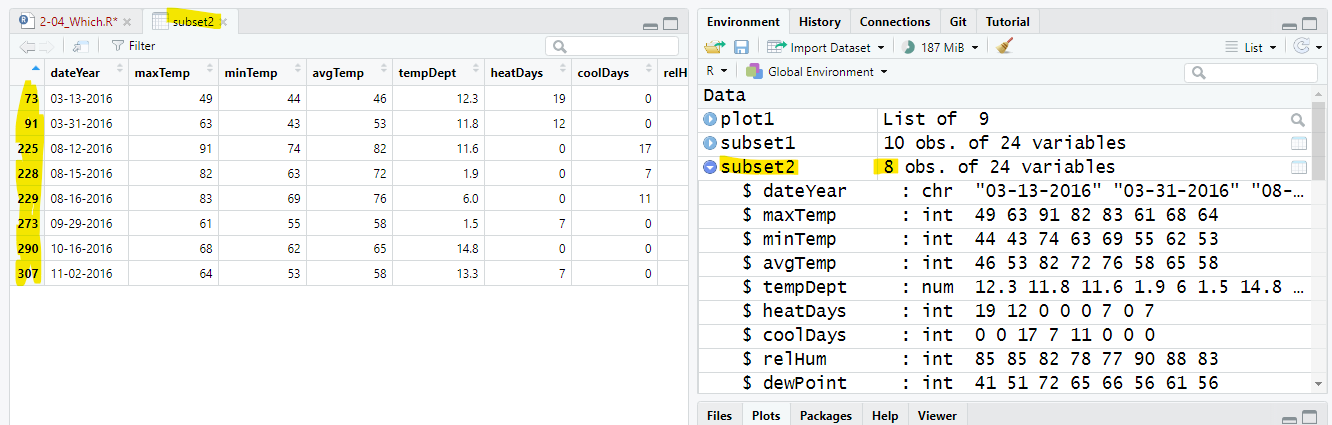 2-04_Which.R* subset2
Filter
dateYear maxTemp minTemp avgTemp tempDept heatDays coolDays relH
73 03-13-2016 49 44 46 12.3 19 0
91 03-31-2016 63 43 53 11.8 12 0
225 08-12-2016 91 74 82 11.6 0 17
228 08-15-2016 82 63 72 1.9 0 7
229 08-16-2016 83 69 76 6.0 0 11
273 09-29-2016 61 55 58 1.5 7 0
290 10-16-2016 68 62 65 14.8 0 0
307 11-02-2016 64 53 58 13.3 7 0
Environment History Connections Git Tutorial
Import Dataset 187 MiB List
R Global Environment
Data
plot1 List of 9
subset1 10 obs. of 24 variables
subset2 8 obs. of 24 variables
$ dateYear : chr "03-13-2016" "03-31-2016" "08-…
$ maxTemp : int 49 63 91 82 83 61 68 64
$ minTemp : int 44 43 74 63 69 55 62 53
$ avgTemp : int 46 53 82 72 76 58 65 58
$ tempDept : num 12.3 11.8 11.6 1.9 6 1.5 14.8 …
$ heatDays : int 19 12 0 0 0 7 0 7
$ coolDays : int 0 0 17 7 11 0 0 0
$ relHum : int 85 85 82 78 77 90 88 83
$ dewPoint : int 41 51 72 65 66 56 61 56
Files Plots Packages Help Viewer